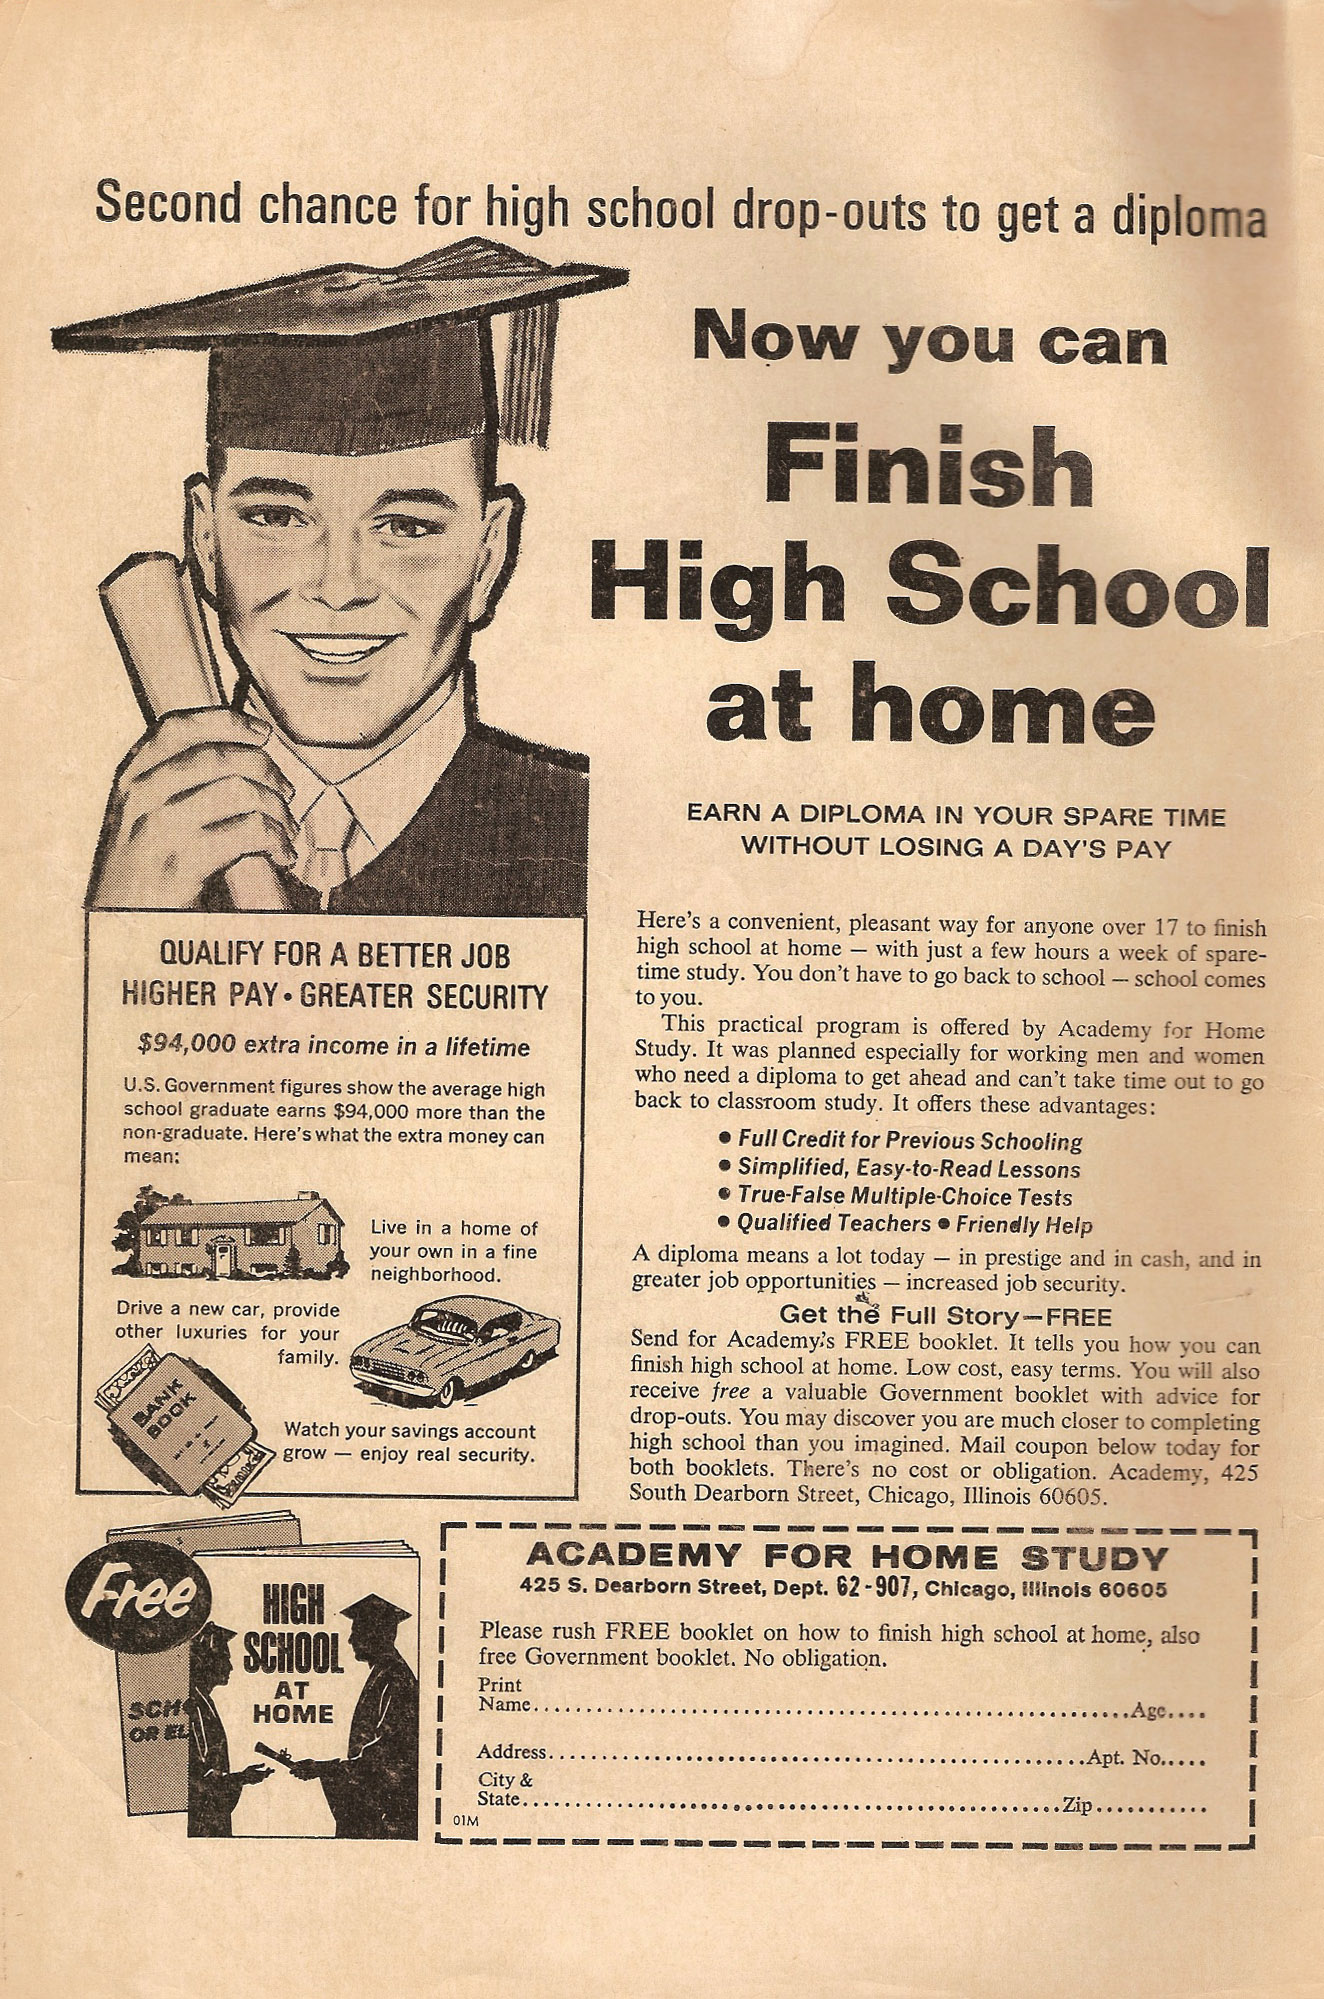 Second chance for high school drop-outs to get a diploma
Now you can
Finish
High School
at home
EARN A DIPLOMA IN YOUR SPARE TIME
WITHOUT LOSING A DAY'S PAY
QUALIFY FOR A BETTER JOB
HIGHER PAY • GREATER SECURITY
$94,000 extra income in a lifetime
U.S. Government figures show the average high
school graduate earns $94,000 more than the
non-graduate. Here's what the extra money can
mean:
Live in a home of
your own in a fine
neighborhood.
Drive a new car, provide
other luxuries for your
family.
BANK
BOOK
Watch your savings account
grow — enjoy real security.
Here's a convenient, pleasant way for anyone over 17 to finish
high school at home — with just a few hours a week of spare-
time study. You don't have to go back to school — school comes
to you.
This practical program is offered by Academy for Home
Study. It was planned especially for working men and women
who need a diploma to get ahead and can't take time out to go
back to classroom study. It offers these advantages:
• Full Credit for Previous Schooling
• Simplified, Easy-to-Read Lessons
• True-False Multiple-Choice Tests
• Qualified Teachers • Friendly Help
A diploma means a lot today — in prestige and in cash, and in
greater job opportunities — increased job security.
Get the Full Story—FREE
Send for Academy's FREE booklet. It tells you how you can
finish high school at home. Low cost, easy terms. You will also
receive free a valuable Government booklet with advice for
drop-outs. You may discover you are much closer to completing
high school than you imagined. Mail coupon below today for
both booklets. There's no cost or obligation. Academy, 425
South Dearborn Street, Chicago, Illinois 60605.
Free
HIGH
SCHOOL
AT
HOME
SCHO
OR EL
ACADEMY FOR HOME STUDY
425 S. Dearborn Street, Dept. 62-907, Chicago, Illinois 60605
Please rush FREE booklet on how to finish high school at home, also
free Government booklet. No obligation.
Print
Name..........Age....
Address..........Apt. No.....
City &
State..........Zip..........
01M